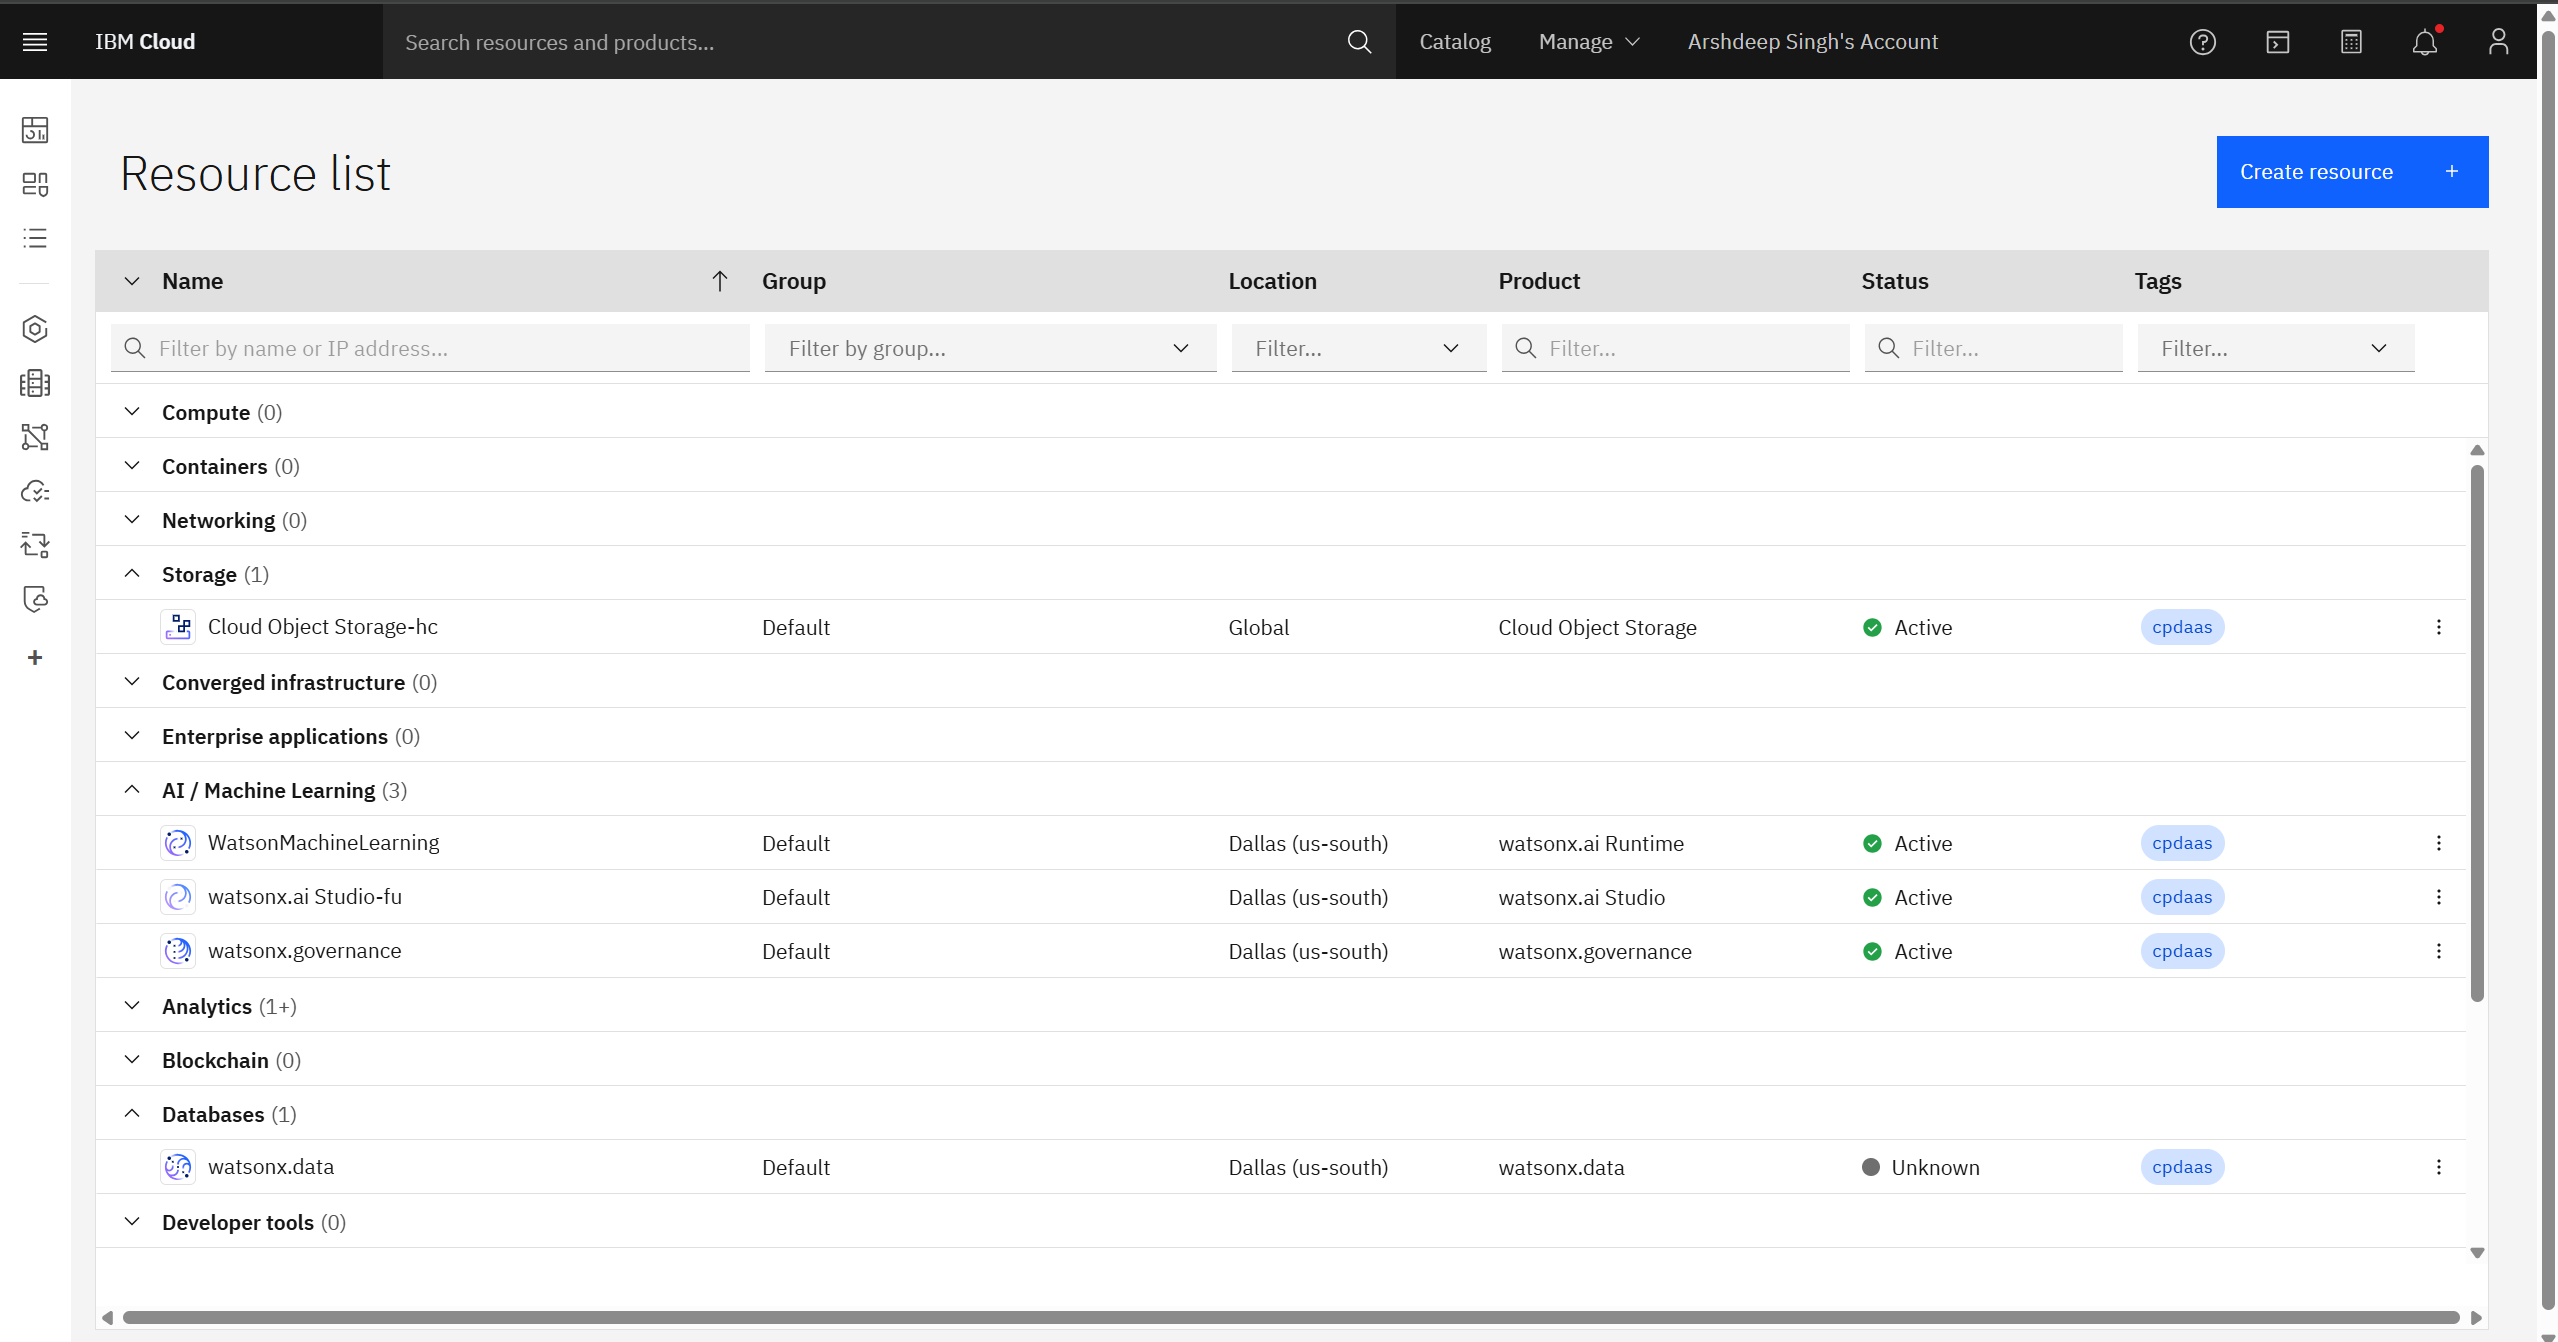 IBM Cloud Search resources and products... Catalog Manage Arshdeep Singh's Account
Resource list
Create resource +
Name Group Location Product Status Tags
Filter by name or IP address... Filter by group... Filter... Filter... Filter... Filter...
Compute (0)
Containers (0)
Networking (0)
Storage (1)
Cloud Object Storage-hc Default Global Cloud Object Storage Active cpdaas
Converged infrastructure (0)
Enterprise applications (0)
AI / Machine Learning (3)
WatsonMachineLearning Default Dallas (us-south) watsonx.ai Runtime Active cpdaas
watsonx.ai Studio-fu Default Dallas (us-south) watsonx.ai Studio Active cpdaas
watsonx.governance Default Dallas (us-south) watsonx.governance Active cpdaas
Analytics (1+)
Blockchain (0)
Databases (1)
watsonx.data Default Dallas (us-south) watsonx.data Unknown cpdaas
Developer tools (0)